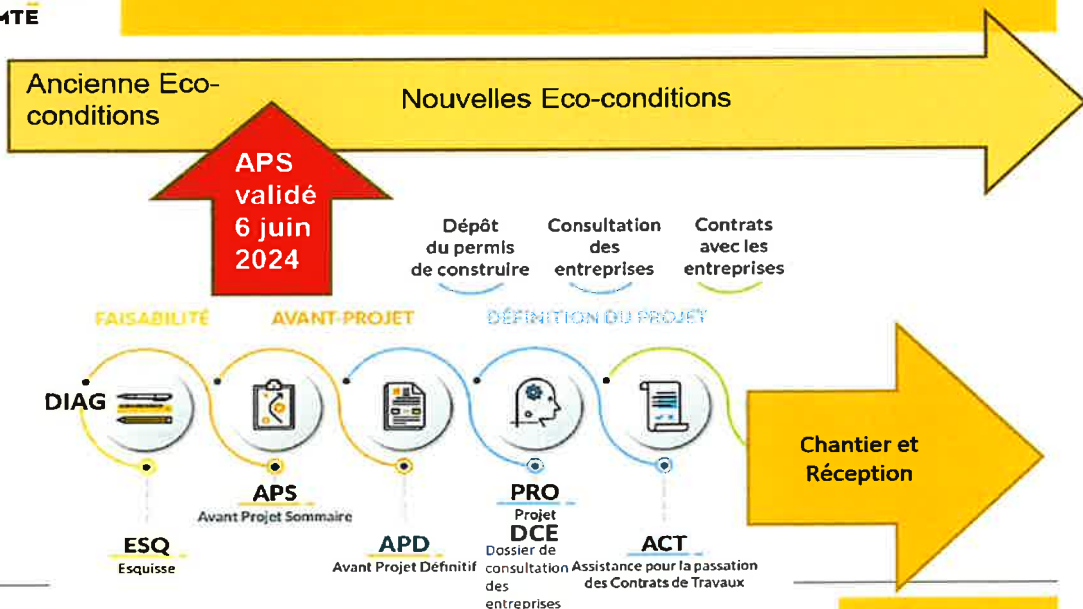 MTE
Ancienne Eco-
conditions
Nouvelles Eco-conditions
APS
validé
6 juin
2024
Dépôt
du permis
de construire
Consultation
des
entreprises
Contrats
avec les
entreprises
FAISABILITÉ
AVANT-PROJET
DÉFINITION DU PROJET
DIAG
Chantier et
Réception
APS
Avant Projet Sommaire
PRO
Projet
DCE
Dossier de
consultation
des
entreprises
ESQ
Esquisse
APD
Avant Projet Définitif
ACT
Assistance pour la passation
des Contrats de Travaux